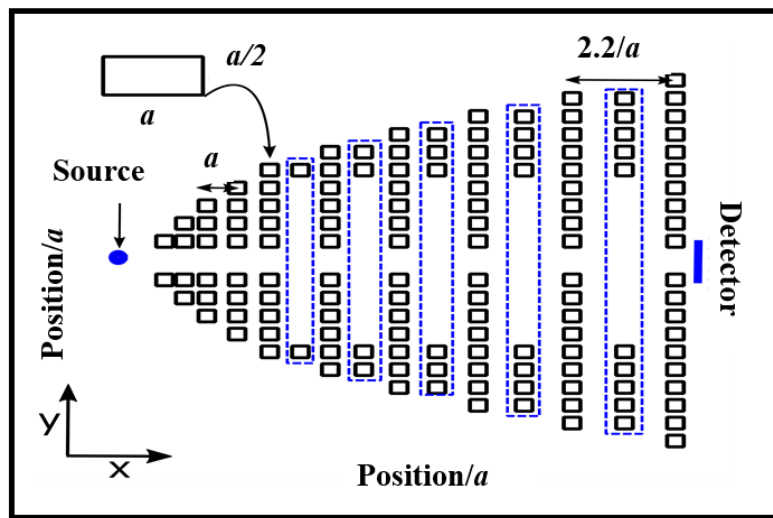 a/2
2.2/a
a
a
Source
Detector
Position/a
Y
X
Position/a